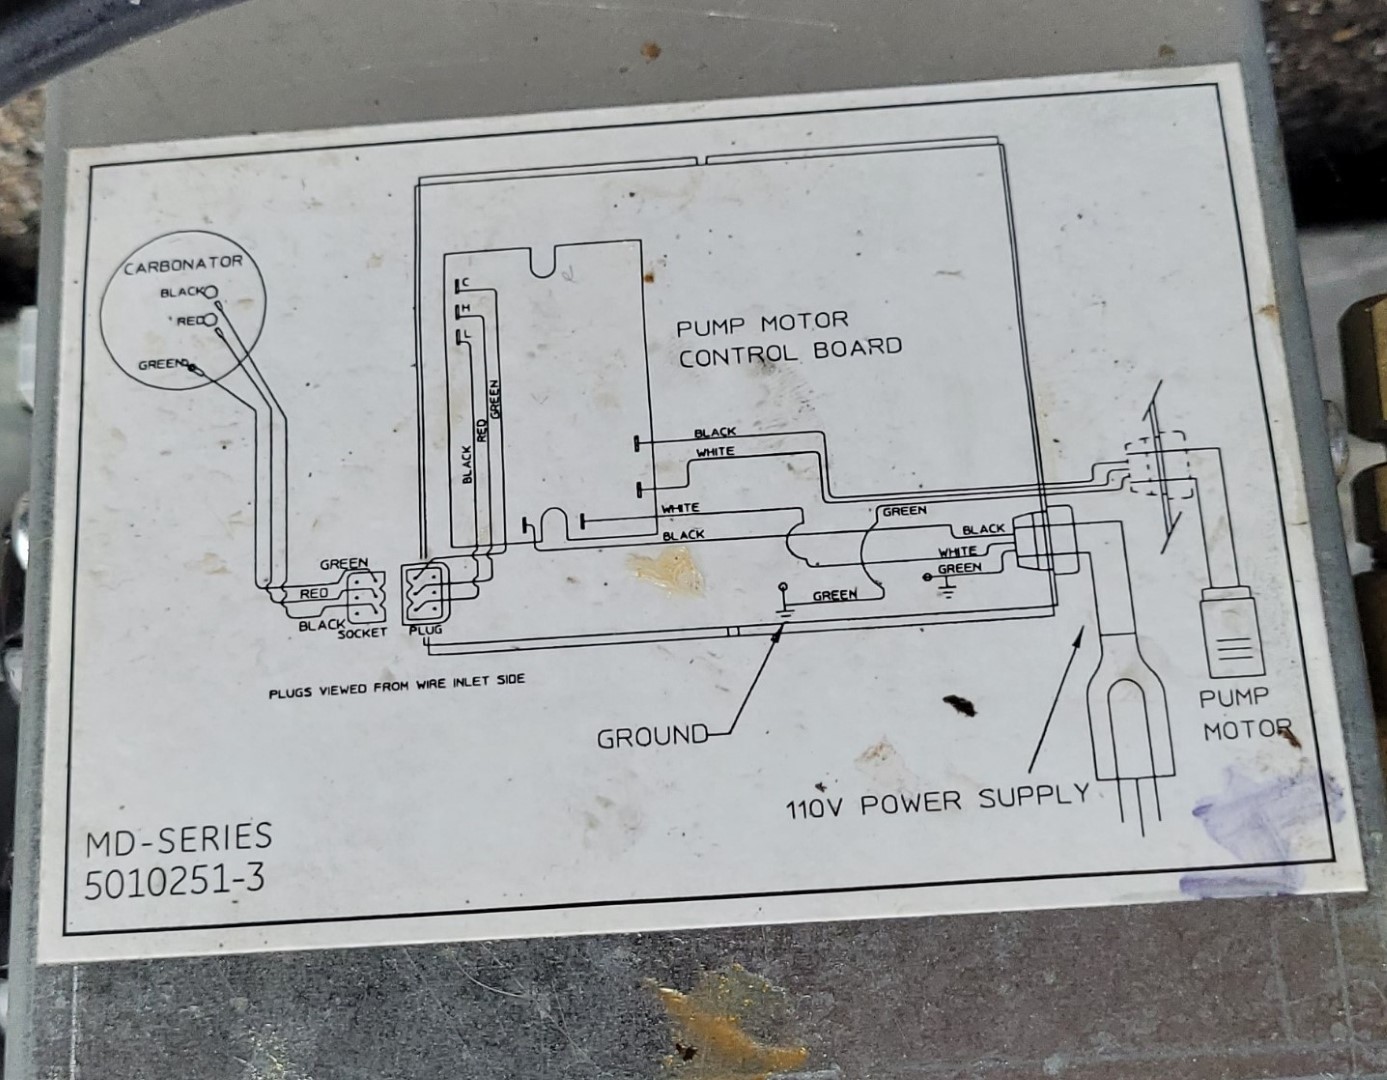 CARBONATOR
BLACK
RED
GREEN
C
H
L
BLACK
RED
GREEN
PUMP MOTOR
CONTROL BOARD
BLACK
WHITE
WHITE
BLACK
GREEN
BLACK
WHITE
GREEN
GREEN
GREEN
RED
BLACK
SOCKET
PLUG
PLUGS VIEWED FROM WIRE INLET SIDE
GROUND
110V POWER SUPPLY
PUMP
MOTOR
MD-SERIES
5010251-3